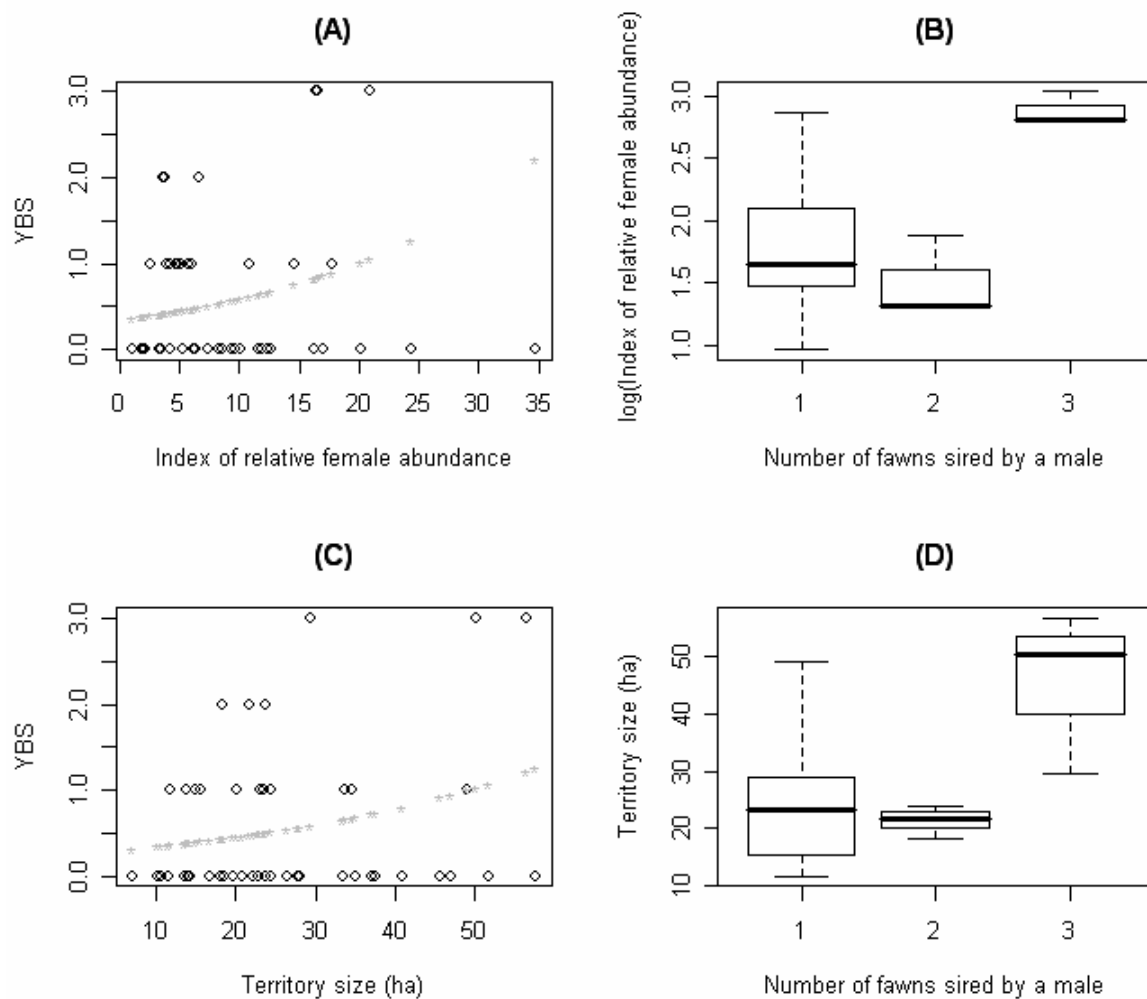 (A)
YBS
3.0
2.0
1.0
0.0
0 5 10 15 20 25 30 35
Index of relative female abundance
(B)
log(Index of relative female abundance)
3.0
2.5
2.0
1.5
1.0
1 2 3
Number of fawns sired by a male
(C)
YBS
3.0
2.0
1.0
0.0
10 20 30 40 50
Territory size (ha)
(D)
Territory size (ha)
50
40
30
20
10
1 2 3
Number of fawns sired by a male